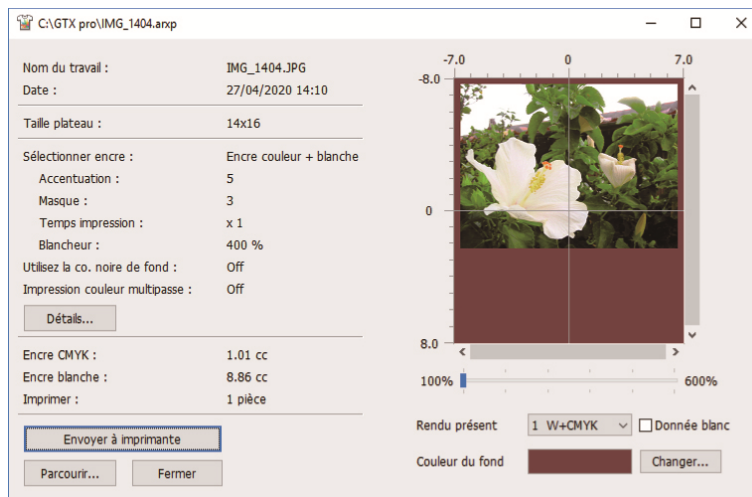 C:\GTX pro\IMG_1404.arxp
Nom du travail : IMG_1404.JPG
Date : 27/04/2020 14:10
Taille plateau : 14x16
Sélectionner encre : Encre couleur + blanche
Accentuation : 5
Masque : 3
Temps impression : x 1
Blancheur : 400 %
Utilisez la co. noire de fond : Off
Impression couleur multipasse : Off
Détails...
Encre CMYK : 1.01 cc
Encre blanche : 8.86 cc
Imprimer : 1 pièce
Envoyer à imprimante
Parcourir... Fermer
-7.0 0 7.0
-8.0
0
8.0
100% 600%
Rendu présent 1 W+CMYK Donnée blanc
Couleur du fond Changer...